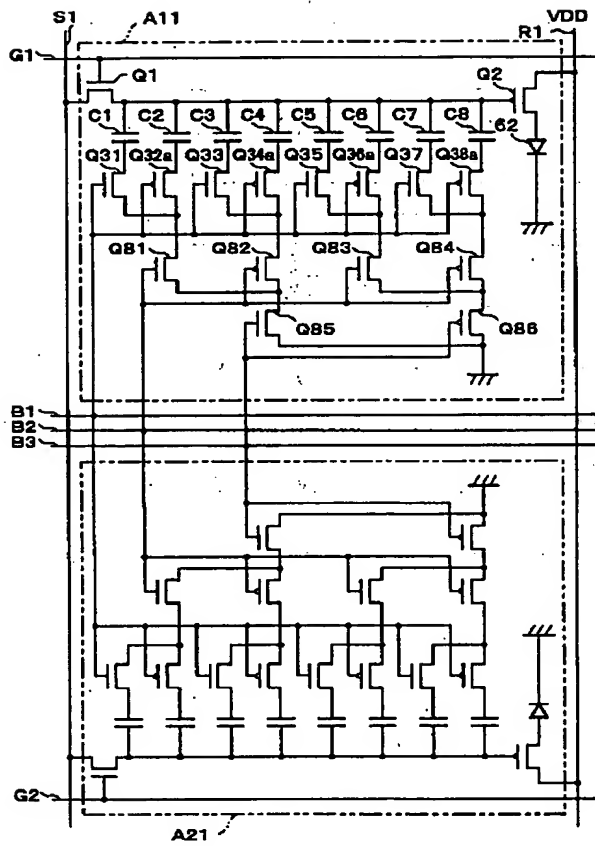 S1 A11 VDD
R1
G1
Q1 Q2
C1 C2 C3 C4 C5 C6 C7 C8 62
Q31 Q32a Q33 Q34a Q35 Q36a Q37 Q38a
Q81 Q82 Q83 Q84
Q85 Q86
B1
B2
B3
G2
A21